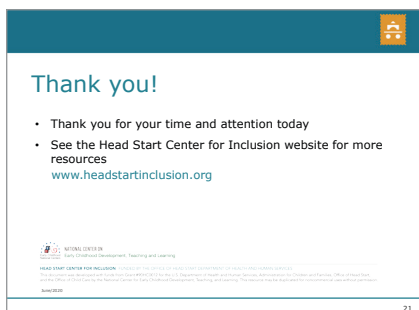 Thank you!
• Thank you for your time and attention today
• See the Head Start Center for Inclusion website for more
resources
www.headstartinclusion.org
NATIONAL CENTER ON
Early Childhood Development, Teaching and Learning
HEAD START CENTER FOR INCLUSION
June/2020
21